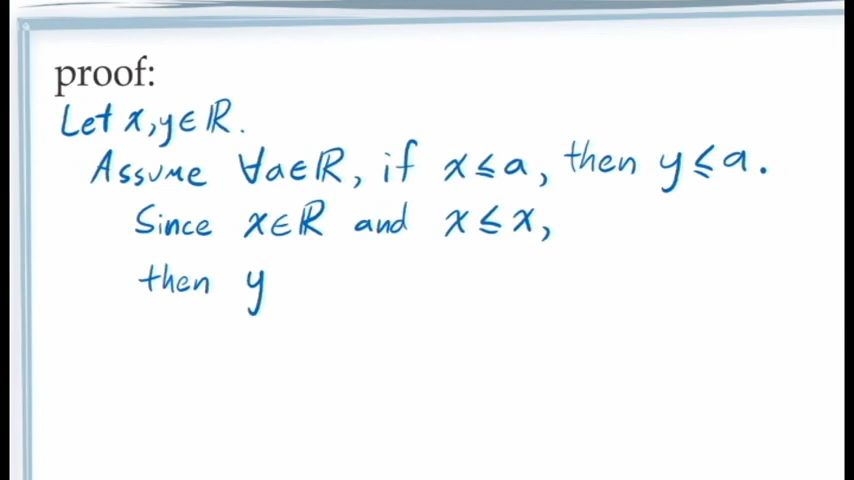 proof:
Let x, y ∈ ℝ.
Assume ∀a∈ℝ, if x ≤ a, then y ≤ a.
Since x∈ℝ and x ≤ x,
then y